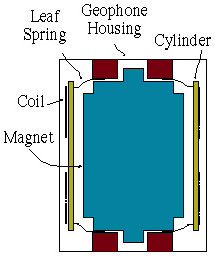 Geophone
Housing
Leaf
Spring
Cylinder
Coil
Magnet